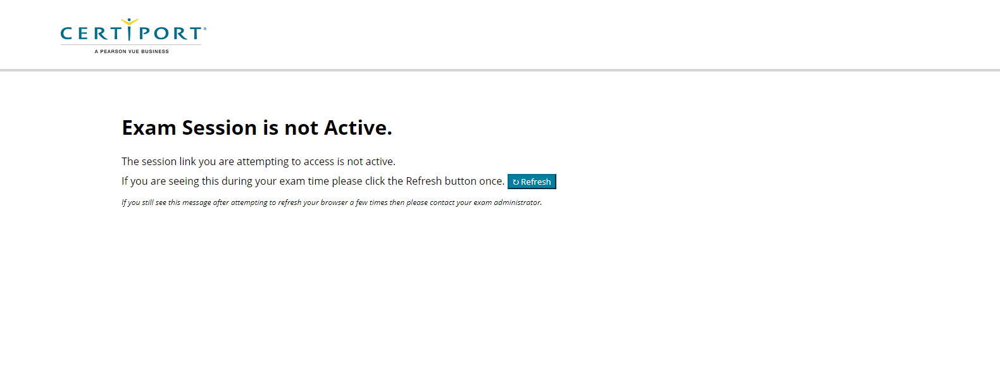 CERTIPORT®
A PEARSON VUE BUSINESS
Exam Session is not Active.
The session link you are attempting to access is not active.
If you are seeing this during your exam time please click the Refresh button once. ↻ Refresh
If you still see this message after attempting to refresh your browser a few times then please contact your exam administrator.